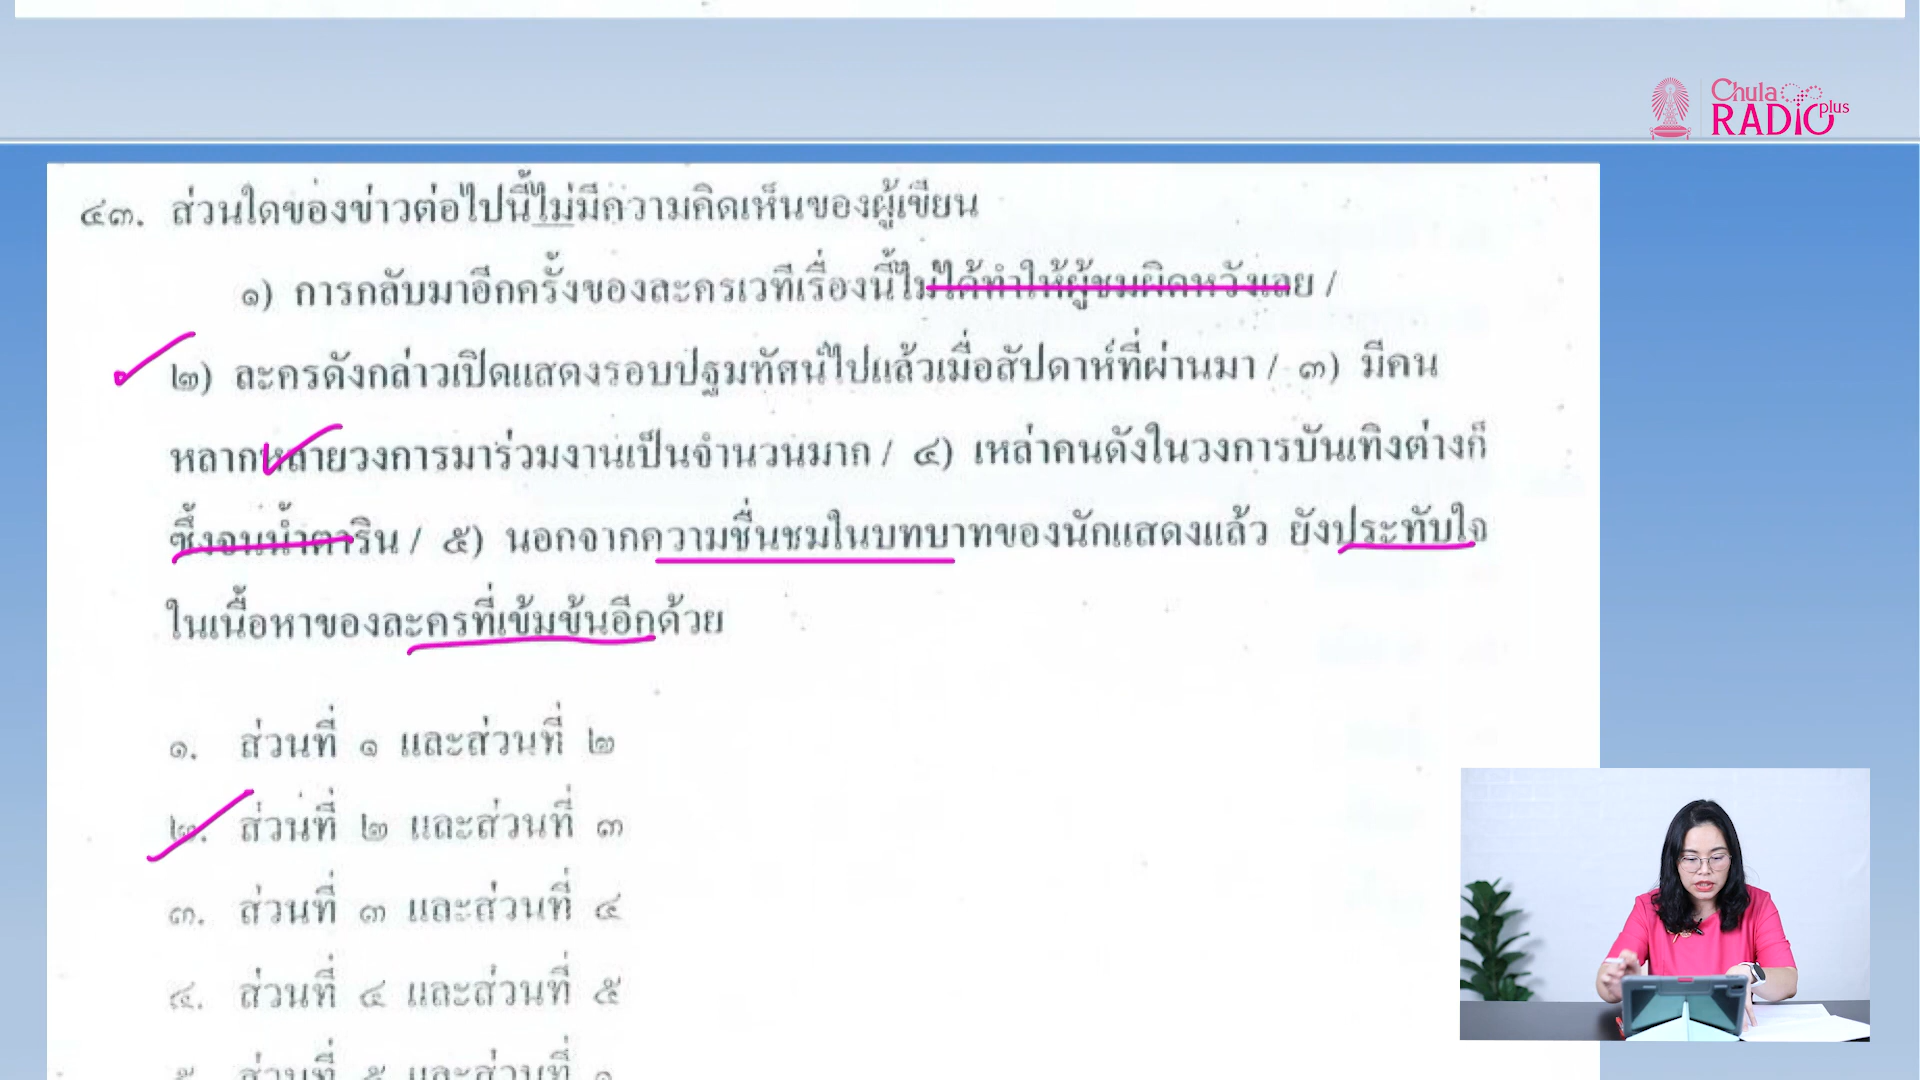 Chula
RADIO plus
๔๓. ส่วนใดของข่าวต่อไปนี้ไม่มีความคิดเห็นของผู้เขียน
๑) การกลับมาอีกครั้งของละครเวทีเรื่องนี้ไม่ได้ทำให้ผู้ชมผิดหวังเลย /
๒) ละครดังกล่าวเปิดแสดงรอบปฐมทัศน์ไปแล้วเมื่อสัปดาห์ที่ผ่านมา / ๓) มีคน
หลากหลายวงการมาร่วมงานเป็นจำนวนมาก / ๔) เหล่าคนดังในวงการบันเทิงต่างก็
ซึ้งจนน้ำตาริน / ๕) นอกจากความชื่นชมในบทบาทของนักแสดงแล้ว ยังประทับใจ
ในเนื้อหาของละครที่เข้มข้นอีกด้วย
๑. ส่วนที่ ๑ และส่วนที่ ๒
๒. ส่วนที่ ๒ และส่วนที่ ๓
๓. ส่วนที่ ๓ และส่วนที่ ๔
๔. ส่วนที่ ๔ และส่วนที่ ๕
๕. ส่วนที่ ๕ และส่วนที่ ๑